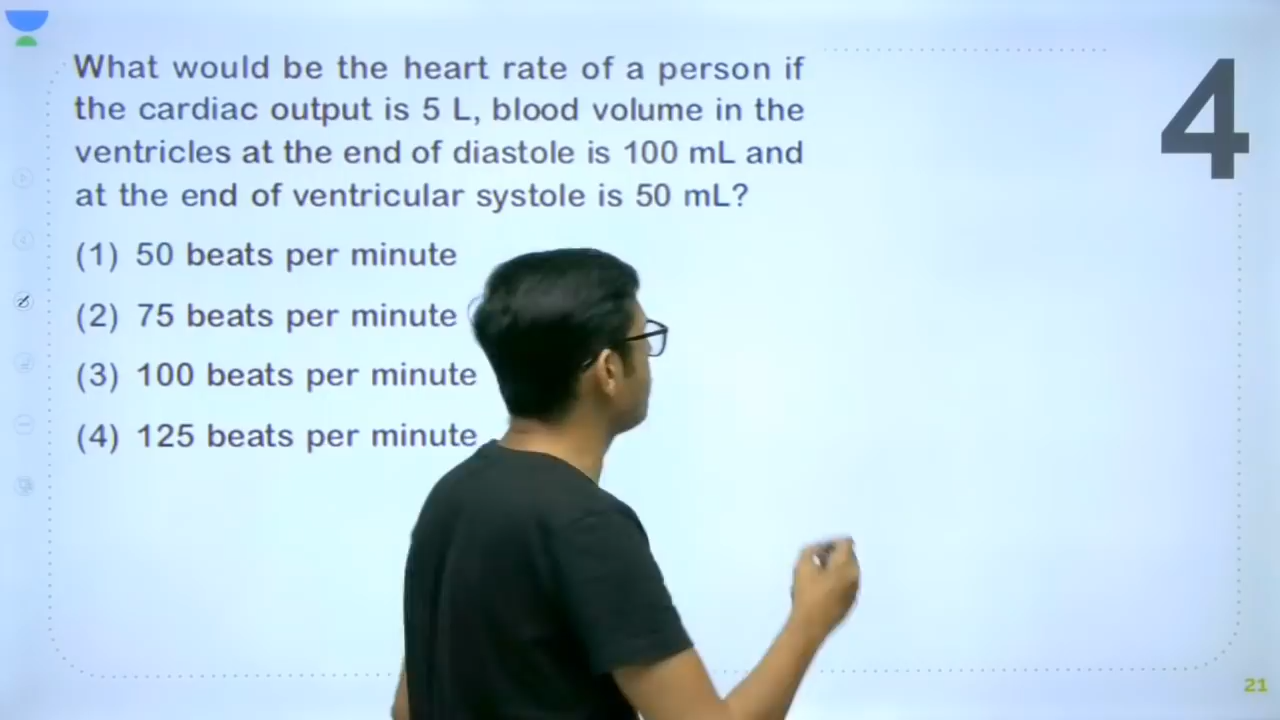 What would be the heart rate of a person if
the cardiac output is 5 L, blood volume in the
ventricles at the end of diastole is 100 mL and
at the end of ventricular systole is 50 mL?
(1) 50 beats per minute
(2) 75 beats per minute
(3) 100 beats per minute
(4) 125 beats per minute
4
21